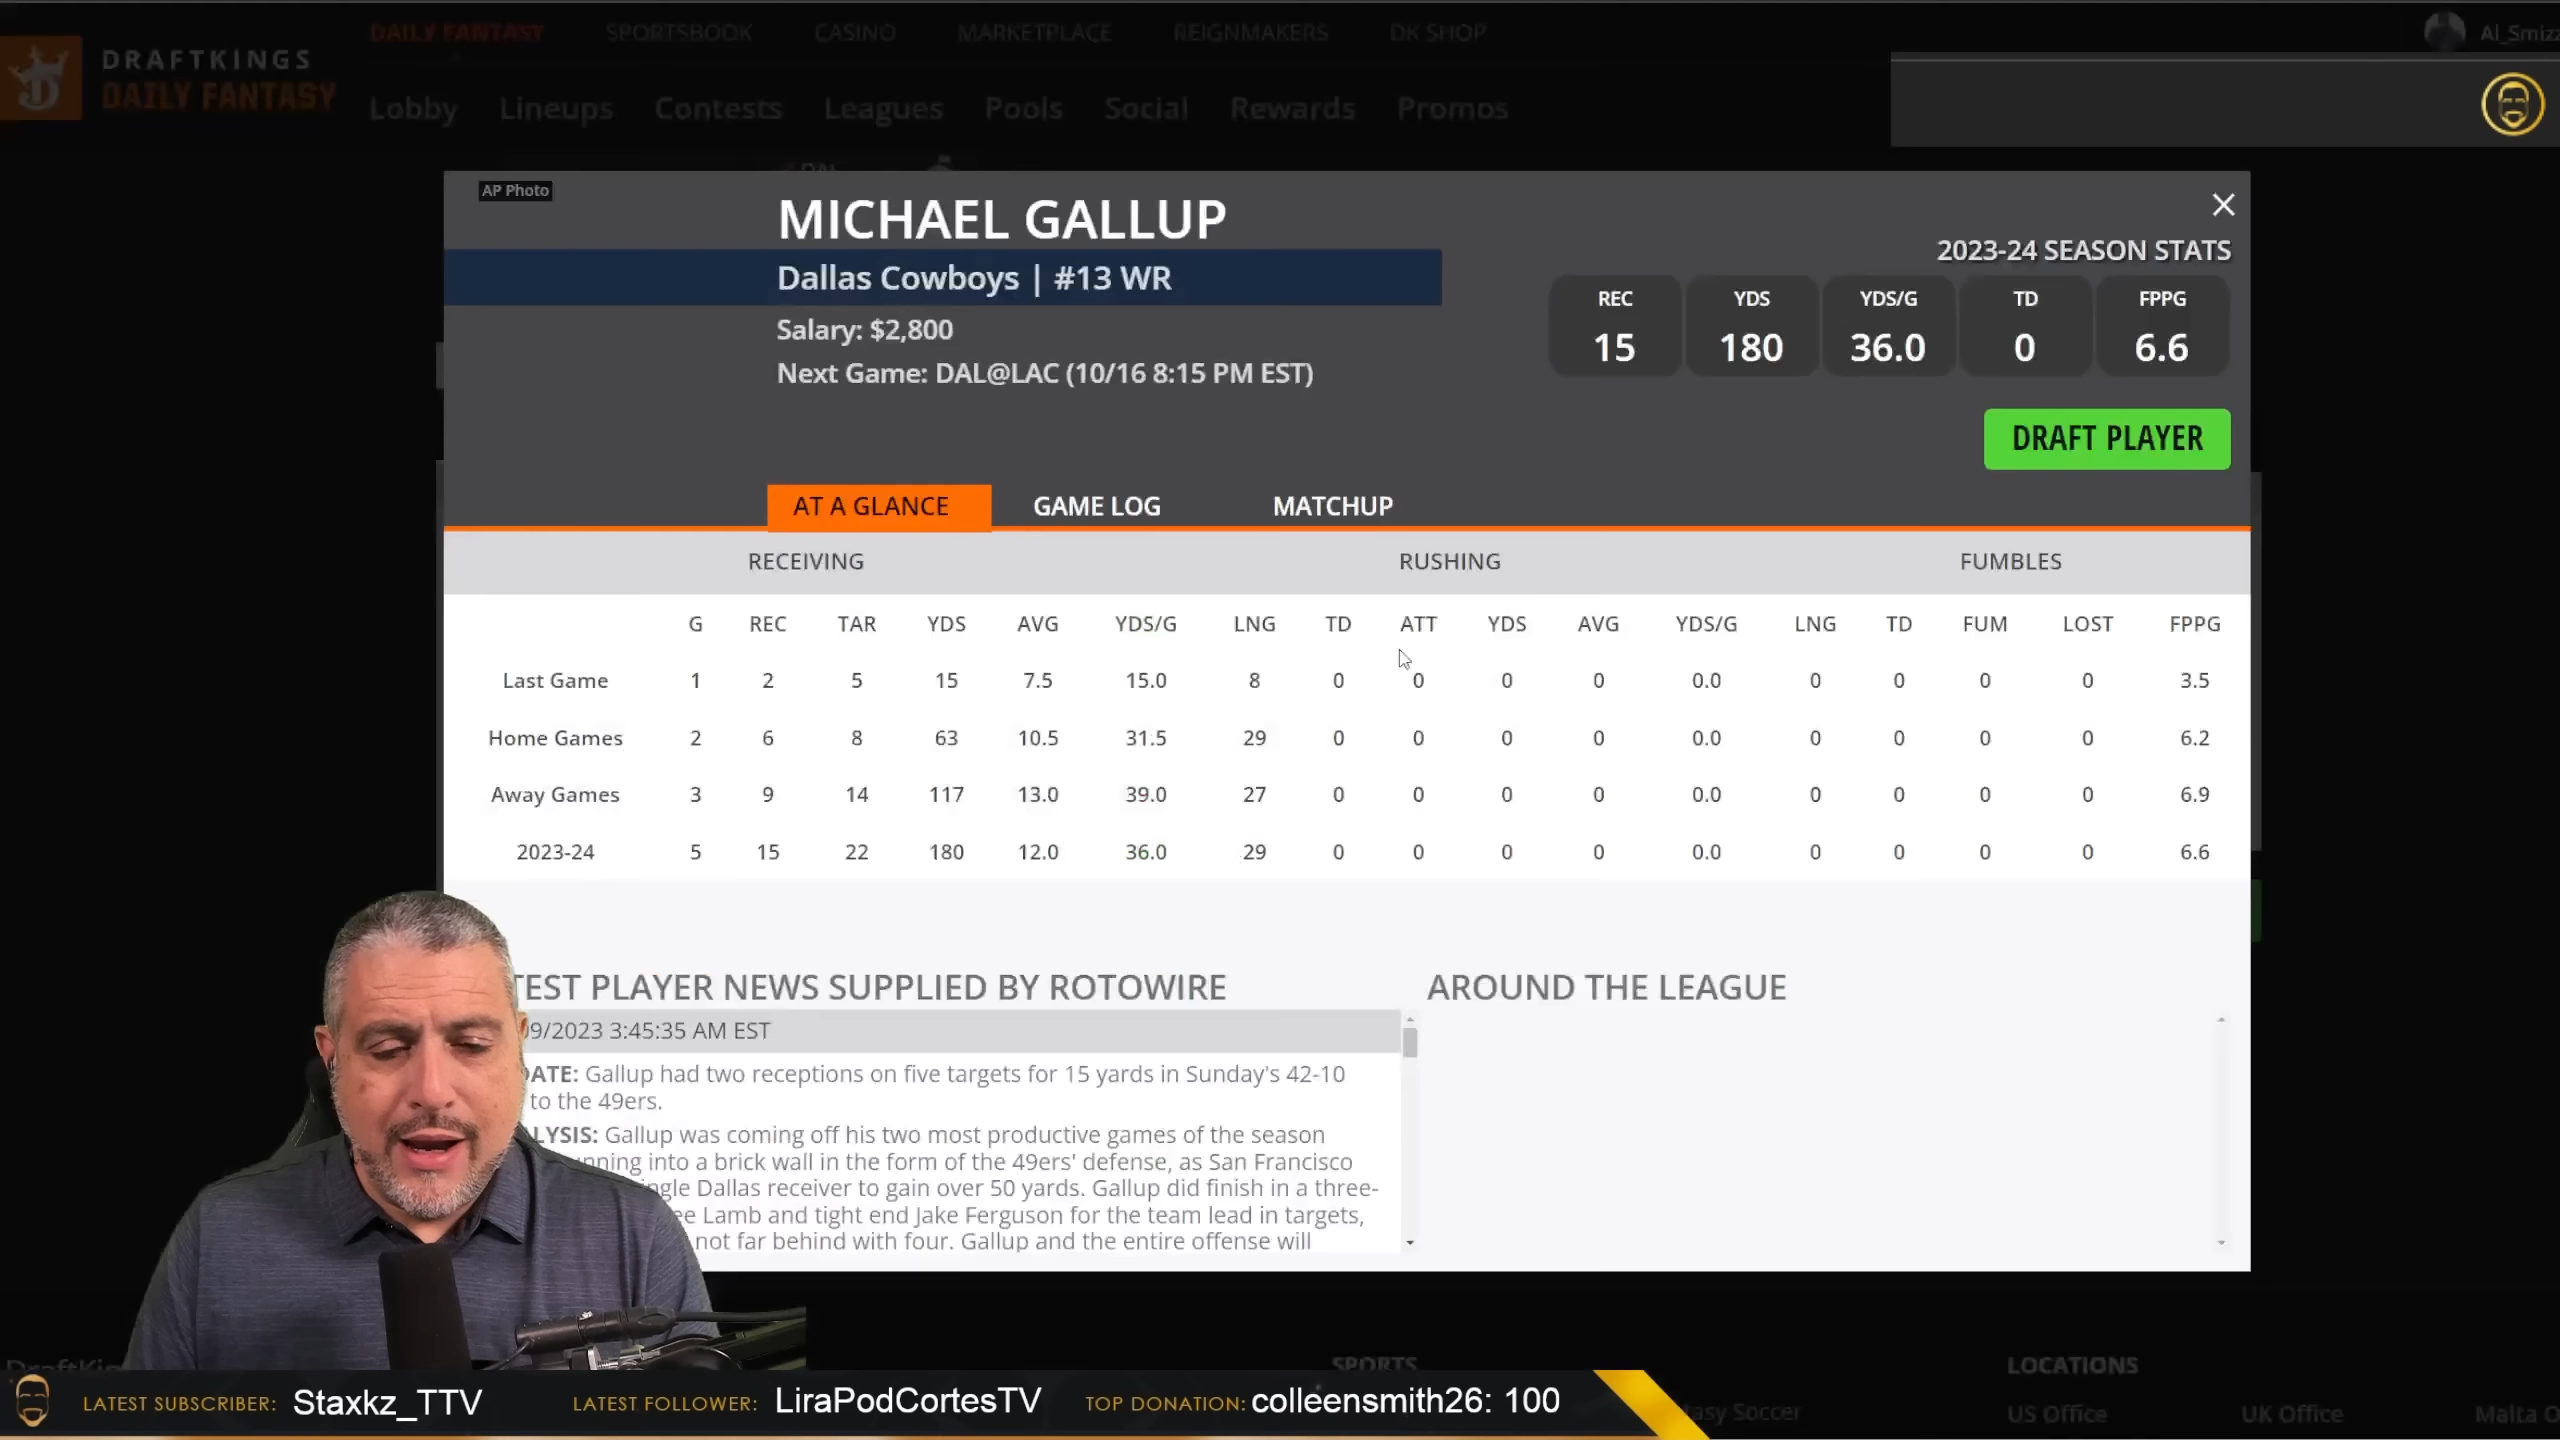 DAILY FANTASY SPORTSBOOK CASINO MARKETPLACE REIGNMAKERS DK SHOP
DRAFTKINGS
DAILY FANTASY
Lobby Lineups Contests Leagues Pools Social Rewards Promos
AP Photo
MICHAEL GALLUP
Dallas Cowboys | #13 WR
Salary: $2,800
Next Game: DAL@LAC (10/16 8:15 PM EST)
2023-24 SEASON STATS
REC YDS YDS/G TD FPPG
15 180 36.0 0 6.6
DRAFT PLAYER
AT A GLANCE GAME LOG MATCHUP
RECEIVING RUSHING FUMBLES
G REC TAR YDS AVG YDS/G LNG TD ATT YDS AVG YDS/G LNG TD FUM LOST FPPG
Last Game 1 2 5 15 7.5 15.0 8 0 0 0 0 0.0 0 0 0 0 3.5
Home Games 2 6 8 63 10.5 31.5 29 0 0 0 0 0.0 0 0 0 0 6.2
Away Games 3 9 14 117 13.0 39.0 27 0 0 0 0 0.0 0 0 0 0 6.9
2023-24 5 15 22 180 12.0 36.0 29 0 0 0 0 0.0 0 0 0 0 6.6
PLAYER NEWS SUPPLIED BY ROTOWIRE
AROUND THE LEAGUE
9/2023 3:45:35 AM EST
Gallup had two receptions on five targets for 15 yards in Sunday's 42-10
to the 49ers.
Gallup was coming off his two most productive games of the season
into a brick wall in the form of the 49ers' defense, as San Francisco
Dallas receiver to gain over 50 yards. Gallup did finish in a three-
Lamb and tight end Jake Ferguson for the team lead in targets,
not far behind with four. Gallup and the entire offense will
SPORTS LOCATIONS
Soccer US Office UK Office Malta
LATEST SUBSCRIBER: Staxkz_TTV LATEST FOLLOWER: LiraPodCortesTV TOP DONATION: colleensmith26: 100